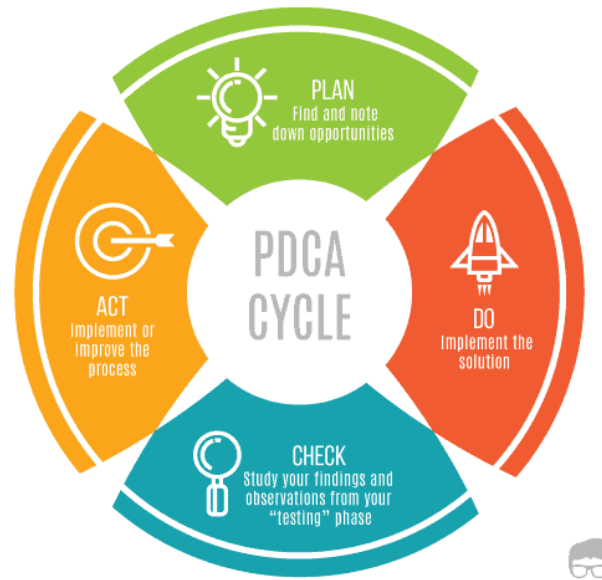 PLAN
Find and note
down opportunities
PDCA
CYCLE
DO
Implement the
solution
CHECK
Study your findings and
observations from your
“testing” phase
ACT
Implement or
improve the
process